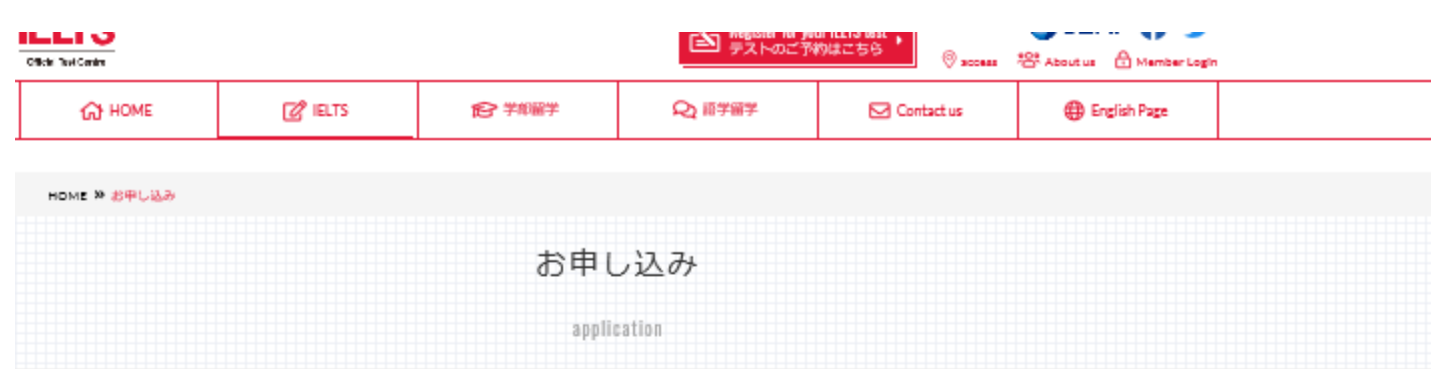 IELTS
Official Test Centre
Register for your IELTS test
テストのご予約はこちら
access
About us
Member Login
HOME
IELTS
学部留学
語学留学
Contact us
English Page
HOME » お申し込み
お申し込み
application